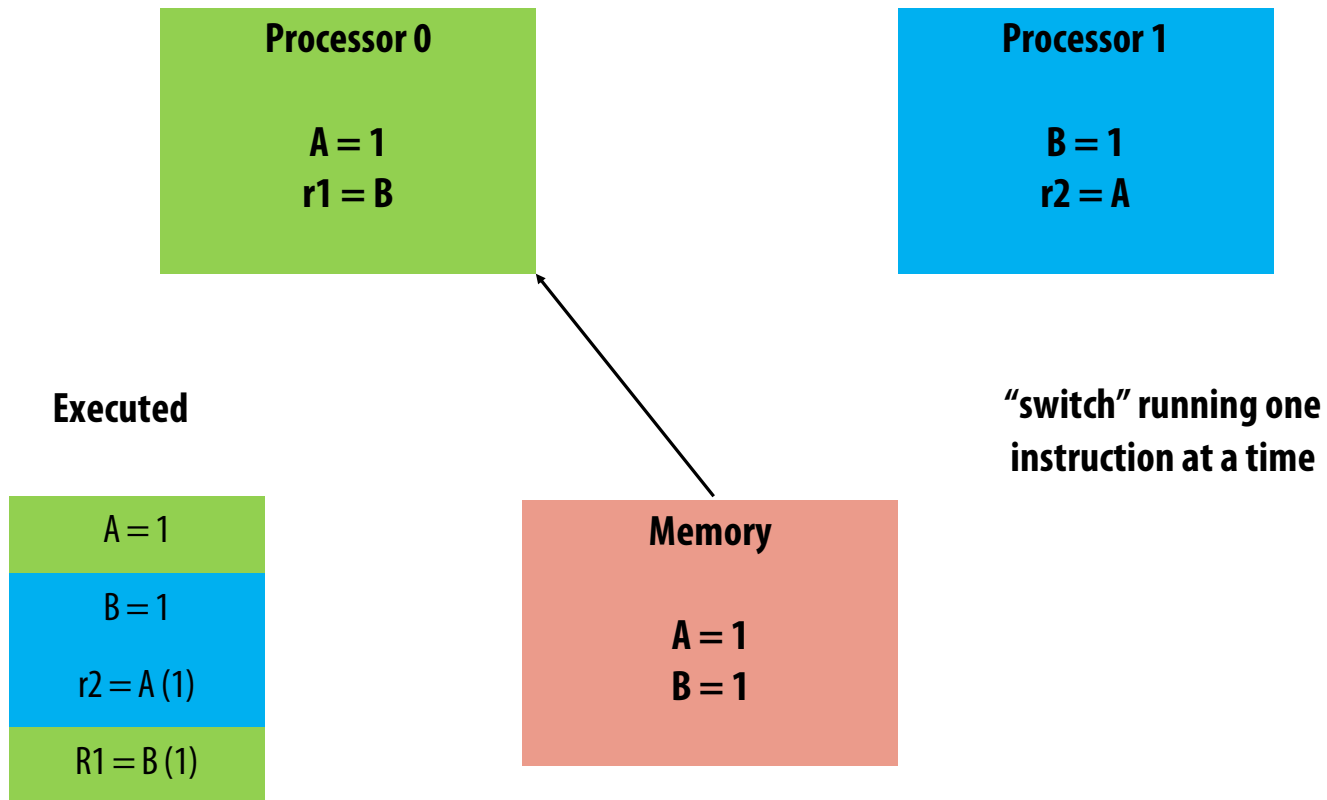 Processor 0
A = 1
r1 = B
Processor 1
B = 1
r2 = A
Executed
A = 1
B = 1
r2 = A (1)
R1 = B (1)
Memory
A = 1
B = 1
“switch” running one
instruction at a time